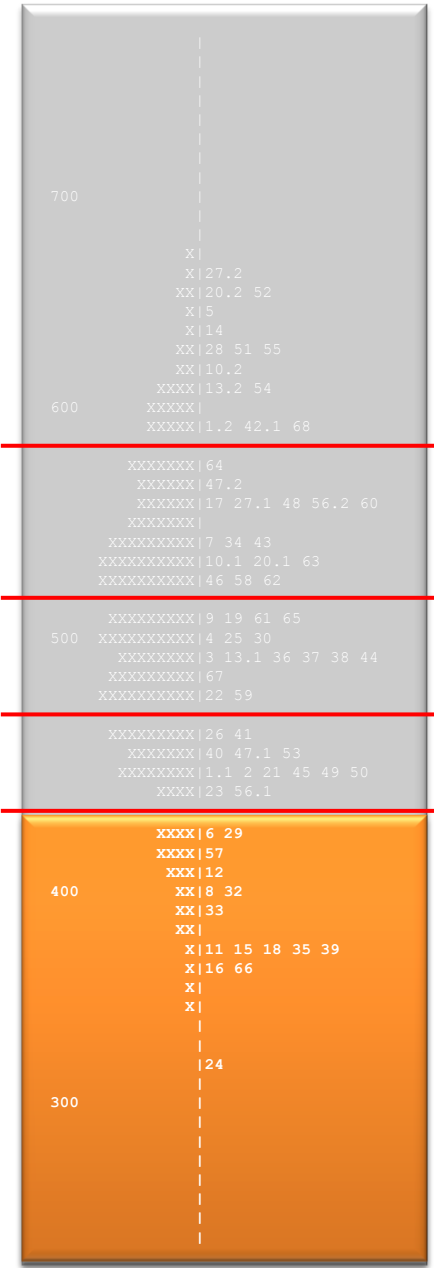 |
|
|
|
|
|
|
|
700 |
|
|
X|
X|27.2
XX|20.2 52
X|5
X|14
XX|28 51 55
XX|10.2
XXXX|13.2 54
600 XXXXX|
XXXXX|1.2 42.1 68
XXXXXXX|64
XXXXXX|47.2
XXXXXX|17 27.1 48 56.2 60
XXXXXXX|
XXXXXXXXX|7 34 43
XXXXXXXXXX|10.1 20.1 63
XXXXXXXXXX|46 58 62
XXXXXXXXX|9 19 61 65
500 XXXXXXXXXX|4 25 30
XXXXXXXX|3 13.1 36 37 38 44
XXXXXXXXX|67
XXXXXXXXXX|22 59
XXXXXXXXX|26 41
XXXXXXX|40 47.1 53
XXXXXXXX|1.1 2 21 45 49 50
XXXX|23 56.1
XXXX|6 29
XXXX|57
XXX|12
400 XX|8 32
XX|33
XX|
X|11 15 18 35 39
X|16 66
X|
X|
|
|
|24
|
300 |
|
|
|
|
|
|
|